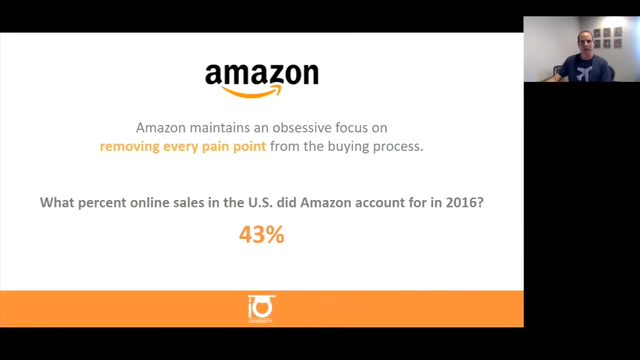 amazon
Amazon maintains an obsessive focus on
removing every pain point from the buying process.
What percent online sales in the U.S. did Amazon account for in 2016?
43%
UNIVERSITY